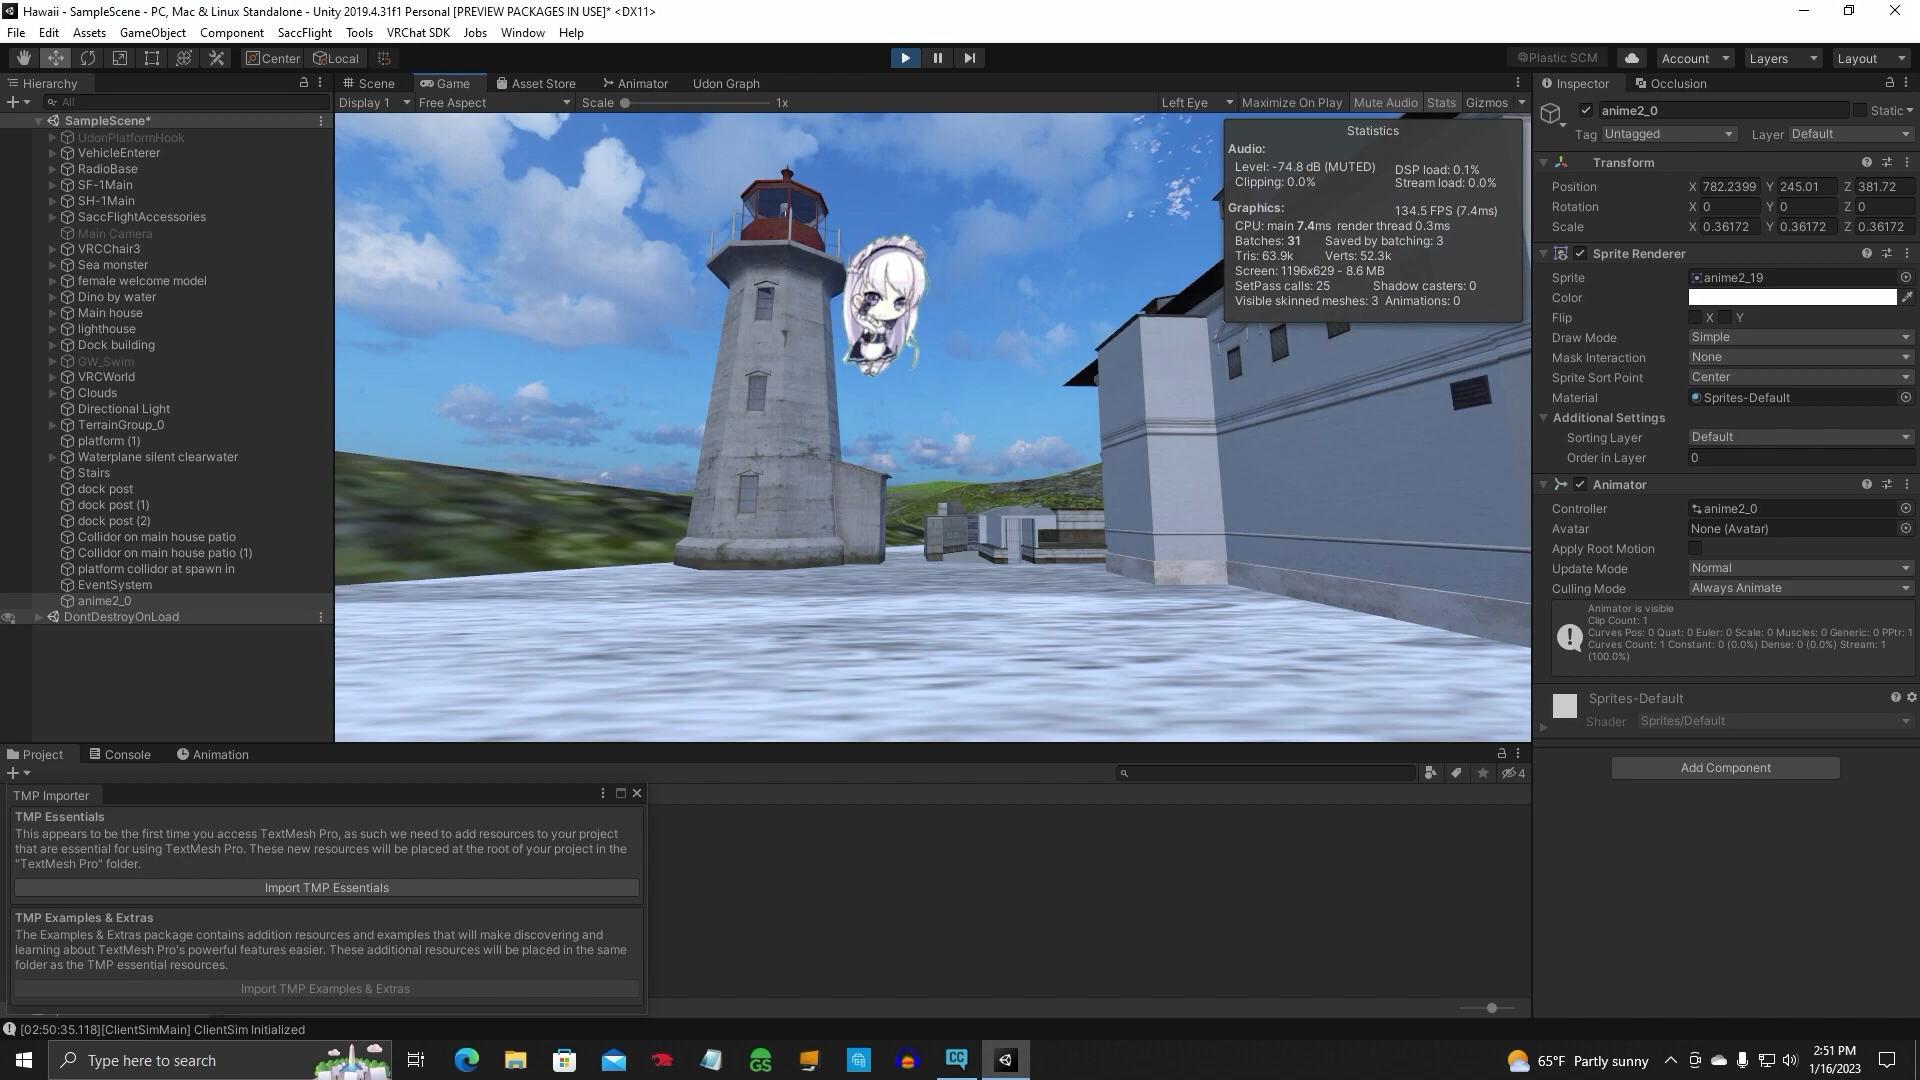 Hawaii - SampleScene - PC, Mac & Linux Standalone - Unity 2019.4.31f1 Personal [PREVIEW PACKAGES IN USE]* <DX11>
File Edit Assets GameObject Component SaccFlight Tools VRChat SDK Jobs Window Help
Center Local Plastic SCM Account Layers Layout
Hierarchy
All
SampleScene*
UdonPlatformHook
VehicleEnterer
RadioBase
SF-1Main
SH-1Main
SaccFlightAccessories
Main Camera
VRCChair3
Sea monster
female welcome model
Dino by water
Main house
lighthouse
Dock building
GW_Swim
VRCWorld
Clouds
Directional Light
TerrainGroup_0
platform (1)
Waterplane silent clearwater
Stairs
dock post
dock post (1)
dock post (2)
Collidor on main house patio
Collidor on main house patio (1)
platform collidor at spawn in
EventSystem
anime2_0
DontDestroyOnLoad
Scene Game Asset Store Animator Udon Graph
Display 1 Free Aspect Scale 1x Left Eye Maximize On Play Mute Audio Stats Gizmos
Statistics
Audio:
Level: -74.8 dB (MUTED) DSP load: 0.1%
Clipping: 0.0% Stream load: 0.0%
Graphics: 134.5 FPS (7.4ms)
CPU: main 7.4ms render thread 0.3ms
Batches: 31 Saved by batching: 3
Tris: 63.9k Verts: 52.3k
Screen: 1196x629 - 8.6 MB
SetPass calls: 25 Shadow casters: 0
Visible skinned meshes: 3 Animations: 0
Inspector Occlusion
anime2_0 Static
Tag Untagged Layer Default
Transform
Position X 782.2399 Y 245.01 Z 381.72
Rotation X 0 Y 0 Z 0
Scale X 0.36172 Y 0.36172 Z 0.36172
Sprite Renderer
Sprite anime2_19
Color
Flip X Y
Draw Mode Simple
Mask Interaction None
Sprite Sort Point Center
Material Sprites-Default
Additional Settings
Sorting Layer Default
Order in Layer 0
Animator
Controller anime2_0
Avatar None (Avatar)
Apply Root Motion
Update Mode Normal
Culling Mode Always Animate
Animator is visible
Clip Count: 1
Curves Pos: 0 Quat: 0 Euler: 0 Scale: 0 Muscles: 0 Generic: 0 PPtr: 1
Curves Count: 1 Constant: 0 (0.0%) Dense: 0 (0.0%) Stream: 1
(100.0%)
Sprites-Default
Shader Sprites/Default
Add Component
Project Console Animation
4
TMP Importer
TMP Essentials
This appears to be the first time you access TextMesh Pro, as such we need to add resources to your project
that are essential for using TextMesh Pro. These new resources will be placed at the root of your project in the
"TextMesh Pro" folder.
Import TMP Essentials
TMP Examples & Extras
The Examples & Extras package contains addition resources and examples that will make discovering and
learning about TextMesh Pro's powerful features easier. These additional resources will be placed in the same
folder as the TMP essential resources.
Import TMP Examples & Extras
[02:50:35.118][ClientSimMain] ClientSim Initialized
Type here to search
GS
CC
65°F Partly sunny
2:51 PM
1/16/2023